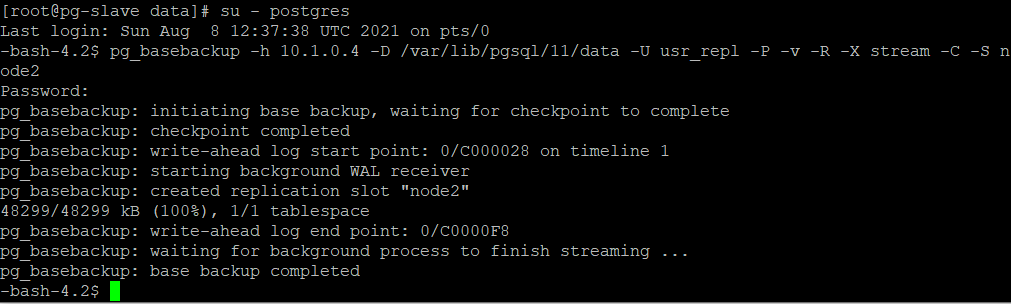 [root@pg-slave data]# su - postgres
Last login: Sun Aug  8 12:37:38 UTC 2021 on pts/0
-bash-4.2$ pg_basebackup -h 10.1.0.4 -D /var/lib/pgsql/11/data -U usr_repl -P -v -R -X stream -C -S n
ode2
Password:
pg_basebackup: initiating base backup, waiting for checkpoint to complete
pg_basebackup: checkpoint completed
pg_basebackup: write-ahead log start point: 0/C000028 on timeline 1
pg_basebackup: starting background WAL receiver
pg_basebackup: created replication slot "node2"
48299/48299 kB (100%), 1/1 tablespace
pg_basebackup: write-ahead log end point: 0/C0000F8
pg_basebackup: waiting for background process to finish streaming ...
pg_basebackup: base backup completed
-bash-4.2$